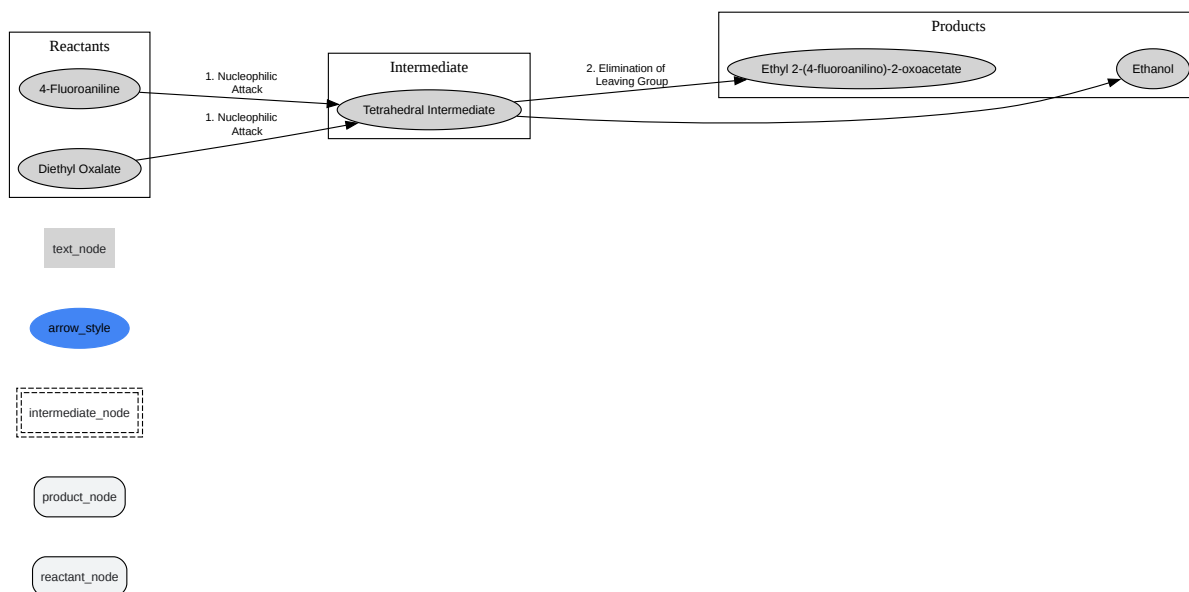 Reactants
4-Fluoroaniline
Diethyl Oxalate
1. Nucleophilic
Attack
1. Nucleophilic
Attack
Intermediate
Tetrahedral Intermediate
2. Elimination of
Leaving Group
Products
Ethyl 2-(4-fluoroanilino)-2-oxoacetate
Ethanol
text_node
arrow_style
intermediate_node
product_node
reactant_node